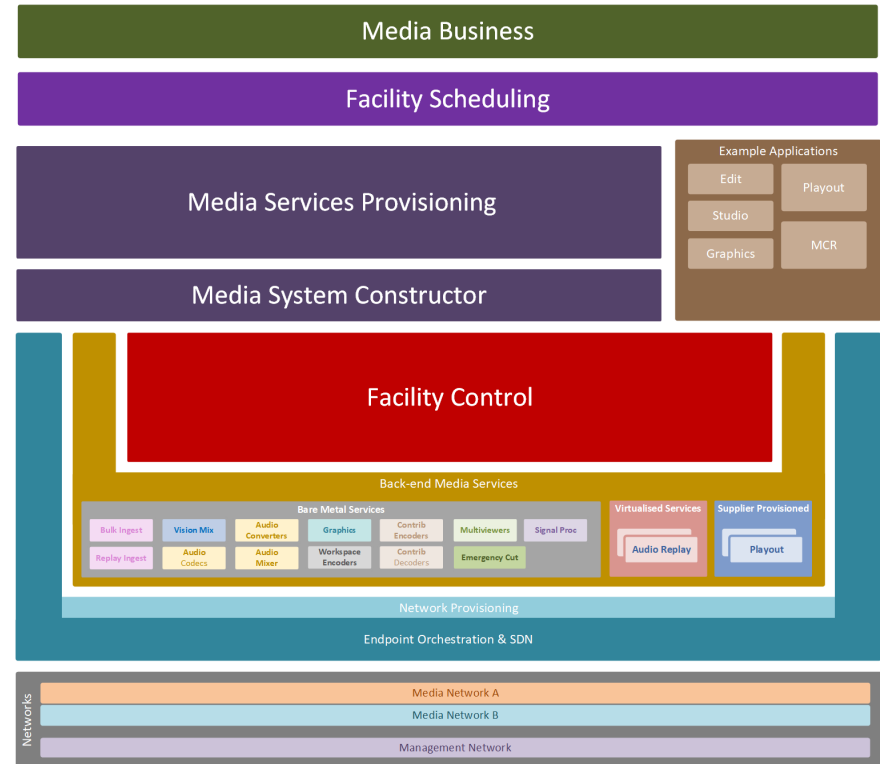 Media Business
Facility Scheduling
Media Services Provisioning
Example Applications
Edit
Playout
Studio
Graphics
MCR
Media System Constructor
Facility Control
Back-end Media Services
Bare Metal Services
Bulk Ingest
Vision Mix
Audio
Converters
Graphics
Contrib
Encoders
Multiviewers
Signal Proc
Replay Ingest
Audio
Codecs
Audio
Mixer
Workspace
Encoders
Contrib
Decoders
Emergency Cut
Virtualised Services
Audio Replay
Supplier Provisioned
Playout
Network Provisioning
Endpoint Orchestration & SDN
Networks
Media Network A
Media Network B
Management Network